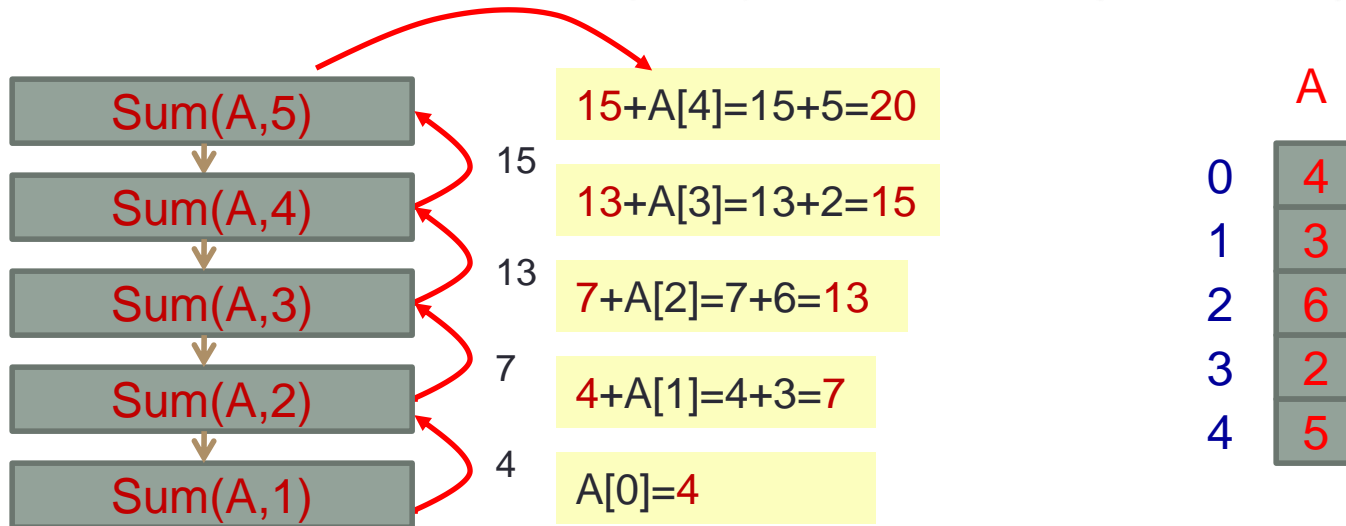 Sum(A,5)
15+A[4]=15+5=20
15
Sum(A,4)
13+A[3]=13+2=15
13
Sum(A,3)
7+A[2]=7+6=13
7
Sum(A,2)
4+A[1]=4+3=7
4
Sum(A,1)
A[0]=4
A
0 4
1 3
2 6
3 2
4 5